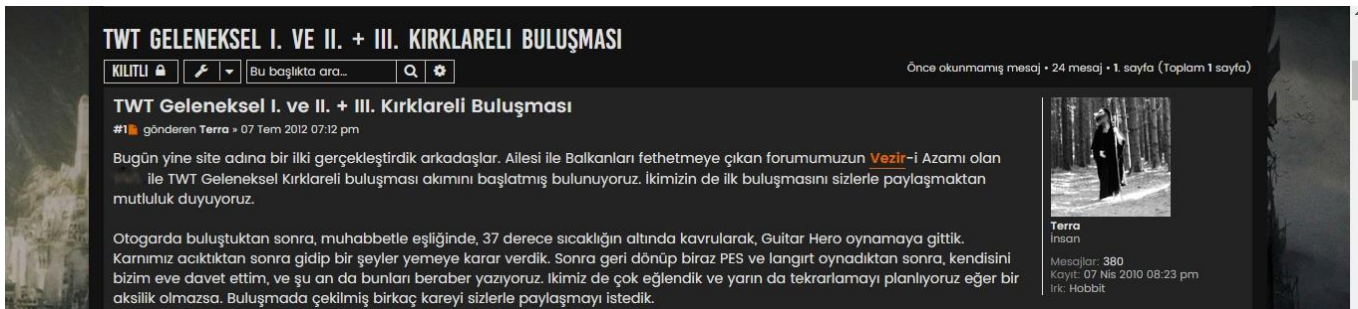 TWT GELENEKSEL I. VE II. + III. KIRKLARELİ BULUŞMASI
KILITLI
Bu başlıkta ara...
Önce okunmamış mesaj • 24 mesaj • 1. sayfa (Toplam 1 sayfa)
TWT Geleneksel I. ve II. + III. Kırklareli Buluşması
#1 gönderen Terra » 07 Tem 2012 07:12 pm
Bugün yine site adına bir ilki gerçekleştirdik arkadaşlar. Ailesi ile Balkanları fethetmeye çıkan forumumuzun Vezir-i Azamı olan
ile TWT Geleneksel Kırklareli buluşması akımını başlatmış bulunuyoruz. İkimizin de ilk buluşmasını sizlerle paylaşmaktan
mutluluk duyuyoruz.
Otogarda buluştuktan sonra, muhabbetle eşliğinde, 37 derece sıcaklığın altında kavrularak, Guitar Hero oynamaya gittik.
Karnımız acıktıktan sonra gidip bir şeyler yemeye karar verdik. Sonra geri dönüp biraz PES ve langırt oynadıktan sonra, kendisini
bizim eve davet ettim, ve şu an da bunları beraber yazıyoruz. Ikimiz de çok eğlendik ve yarın da tekrarlamayı planlıyoruz eğer bir
aksilik olmazsa. Buluşmada çekilmiş birkaç kareyi sizlerle paylaşmayı istedik.
Terra
İnsan
Mesajlar: 380
Kayıt: 07 Nis 2010 08:23 pm
Irk: Hobbit